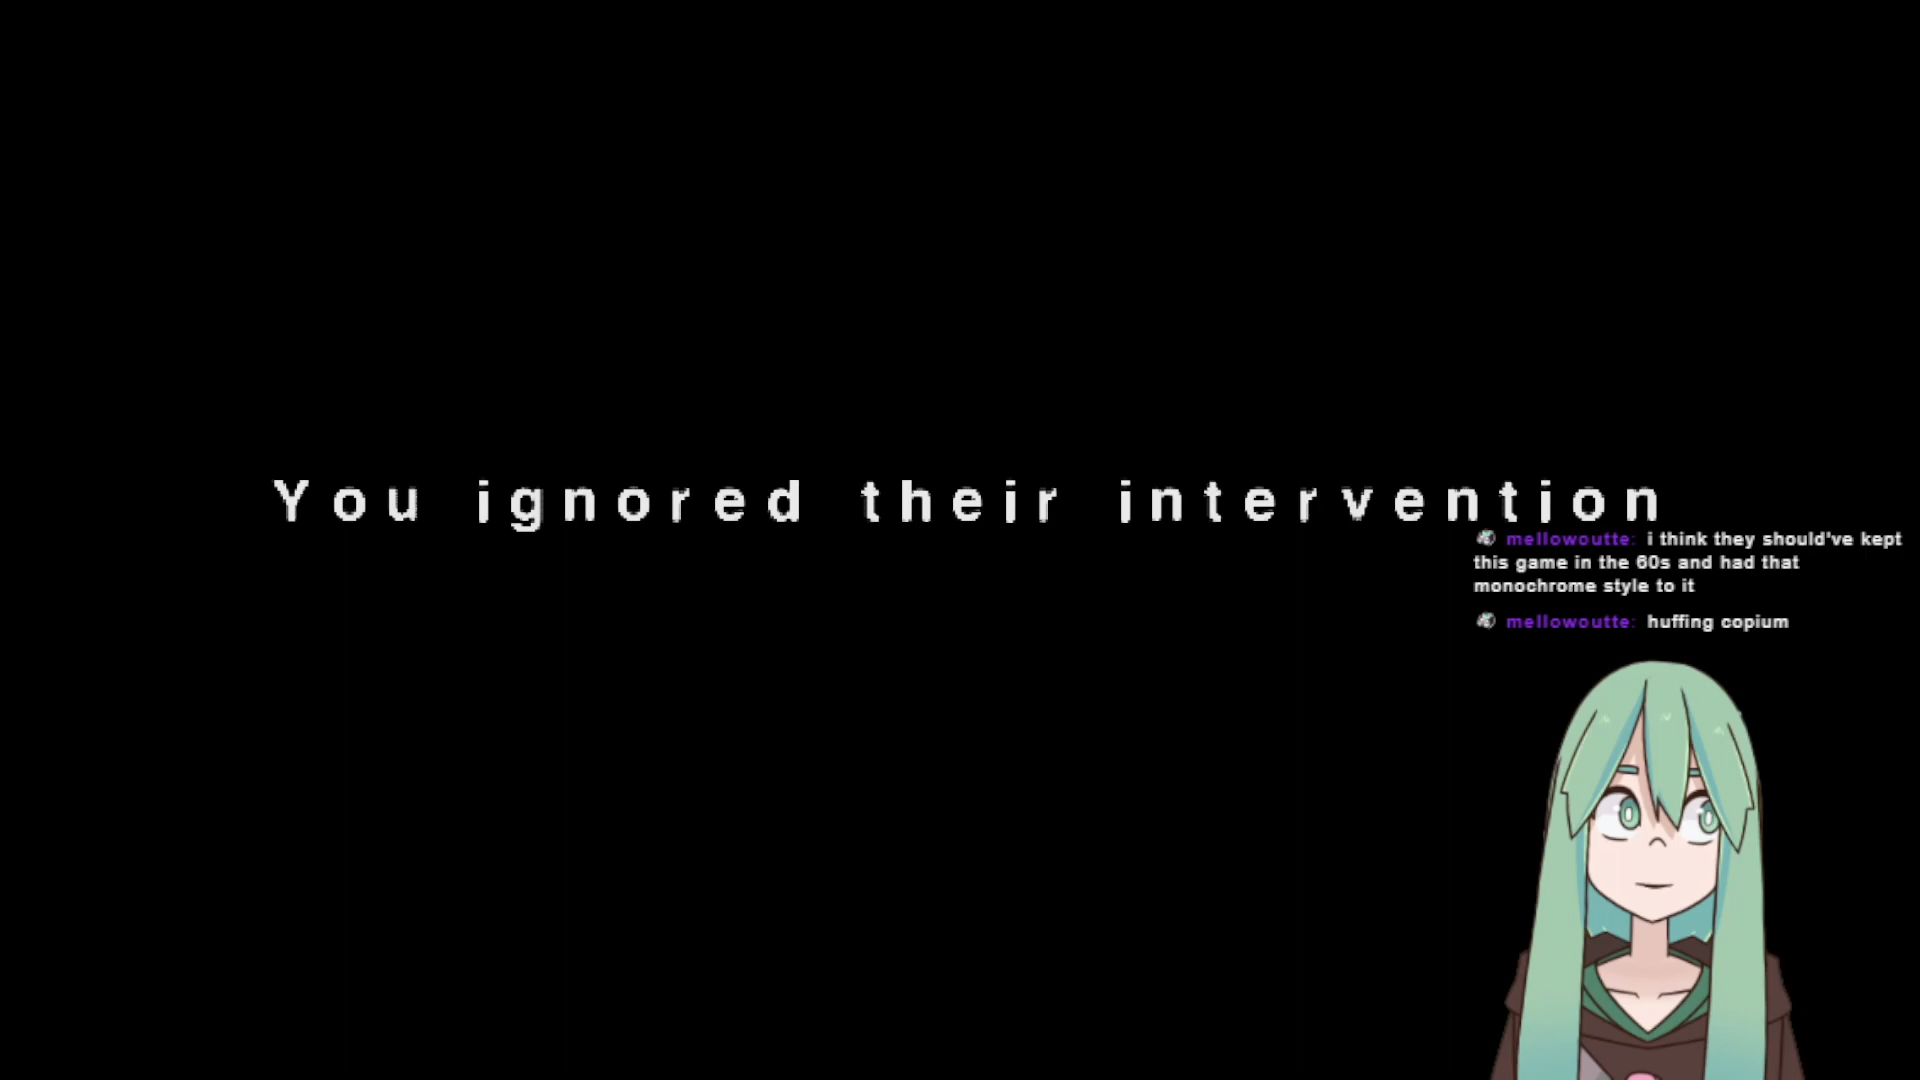 You ignored their intervention
mellowoutte: i think they should've kept
this game in the 60s and had that
monochrome style to it
mellowoutte: huffing copium